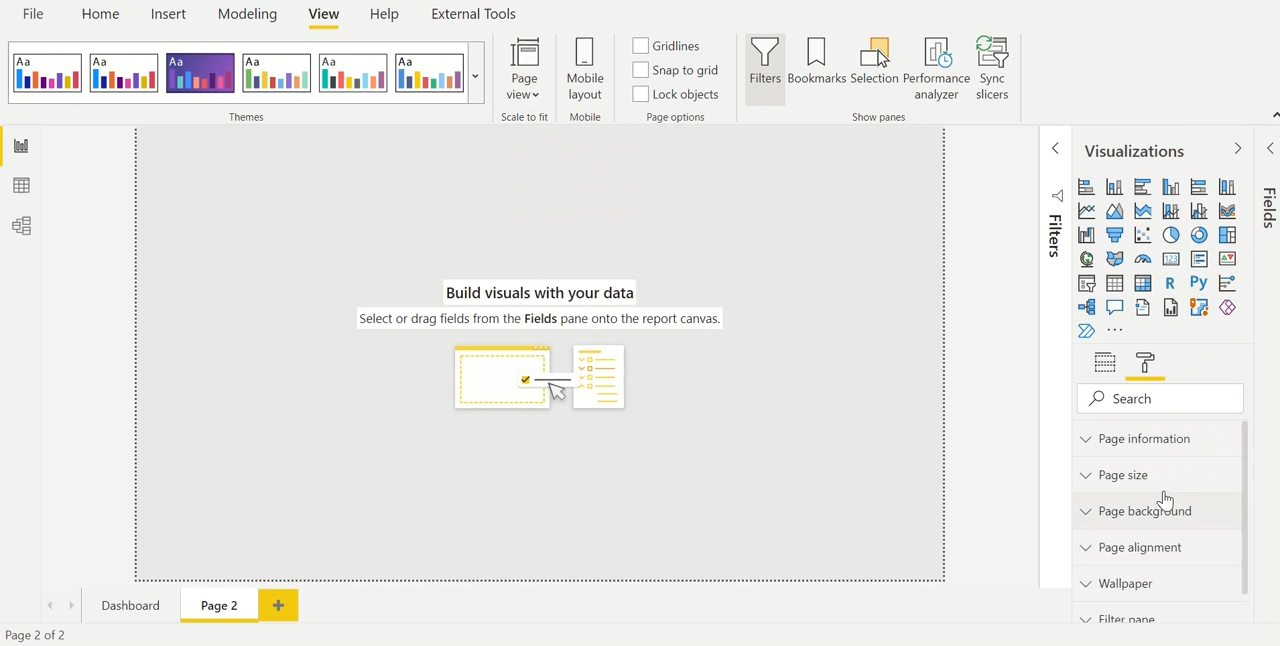 File Home Insert Modeling View Help External Tools
Aa Aa Aa Aa Aa Aa
Page view
Mobile layout
Gridlines
Snap to grid
Lock objects
Filters
Bookmarks
Selection
Performance analyzer
Sync slicers
Themes Scale to fit Mobile Page options Show panes
Filters
Visualizations
Fields
123
R Py
Search
Page information
Page size
Page background
Page alignment
Wallpaper
Filter pane
Build visuals with your data
Select or drag fields from the Fields pane onto the report canvas.
Dashboard Page 2 +
Page 2 of 2